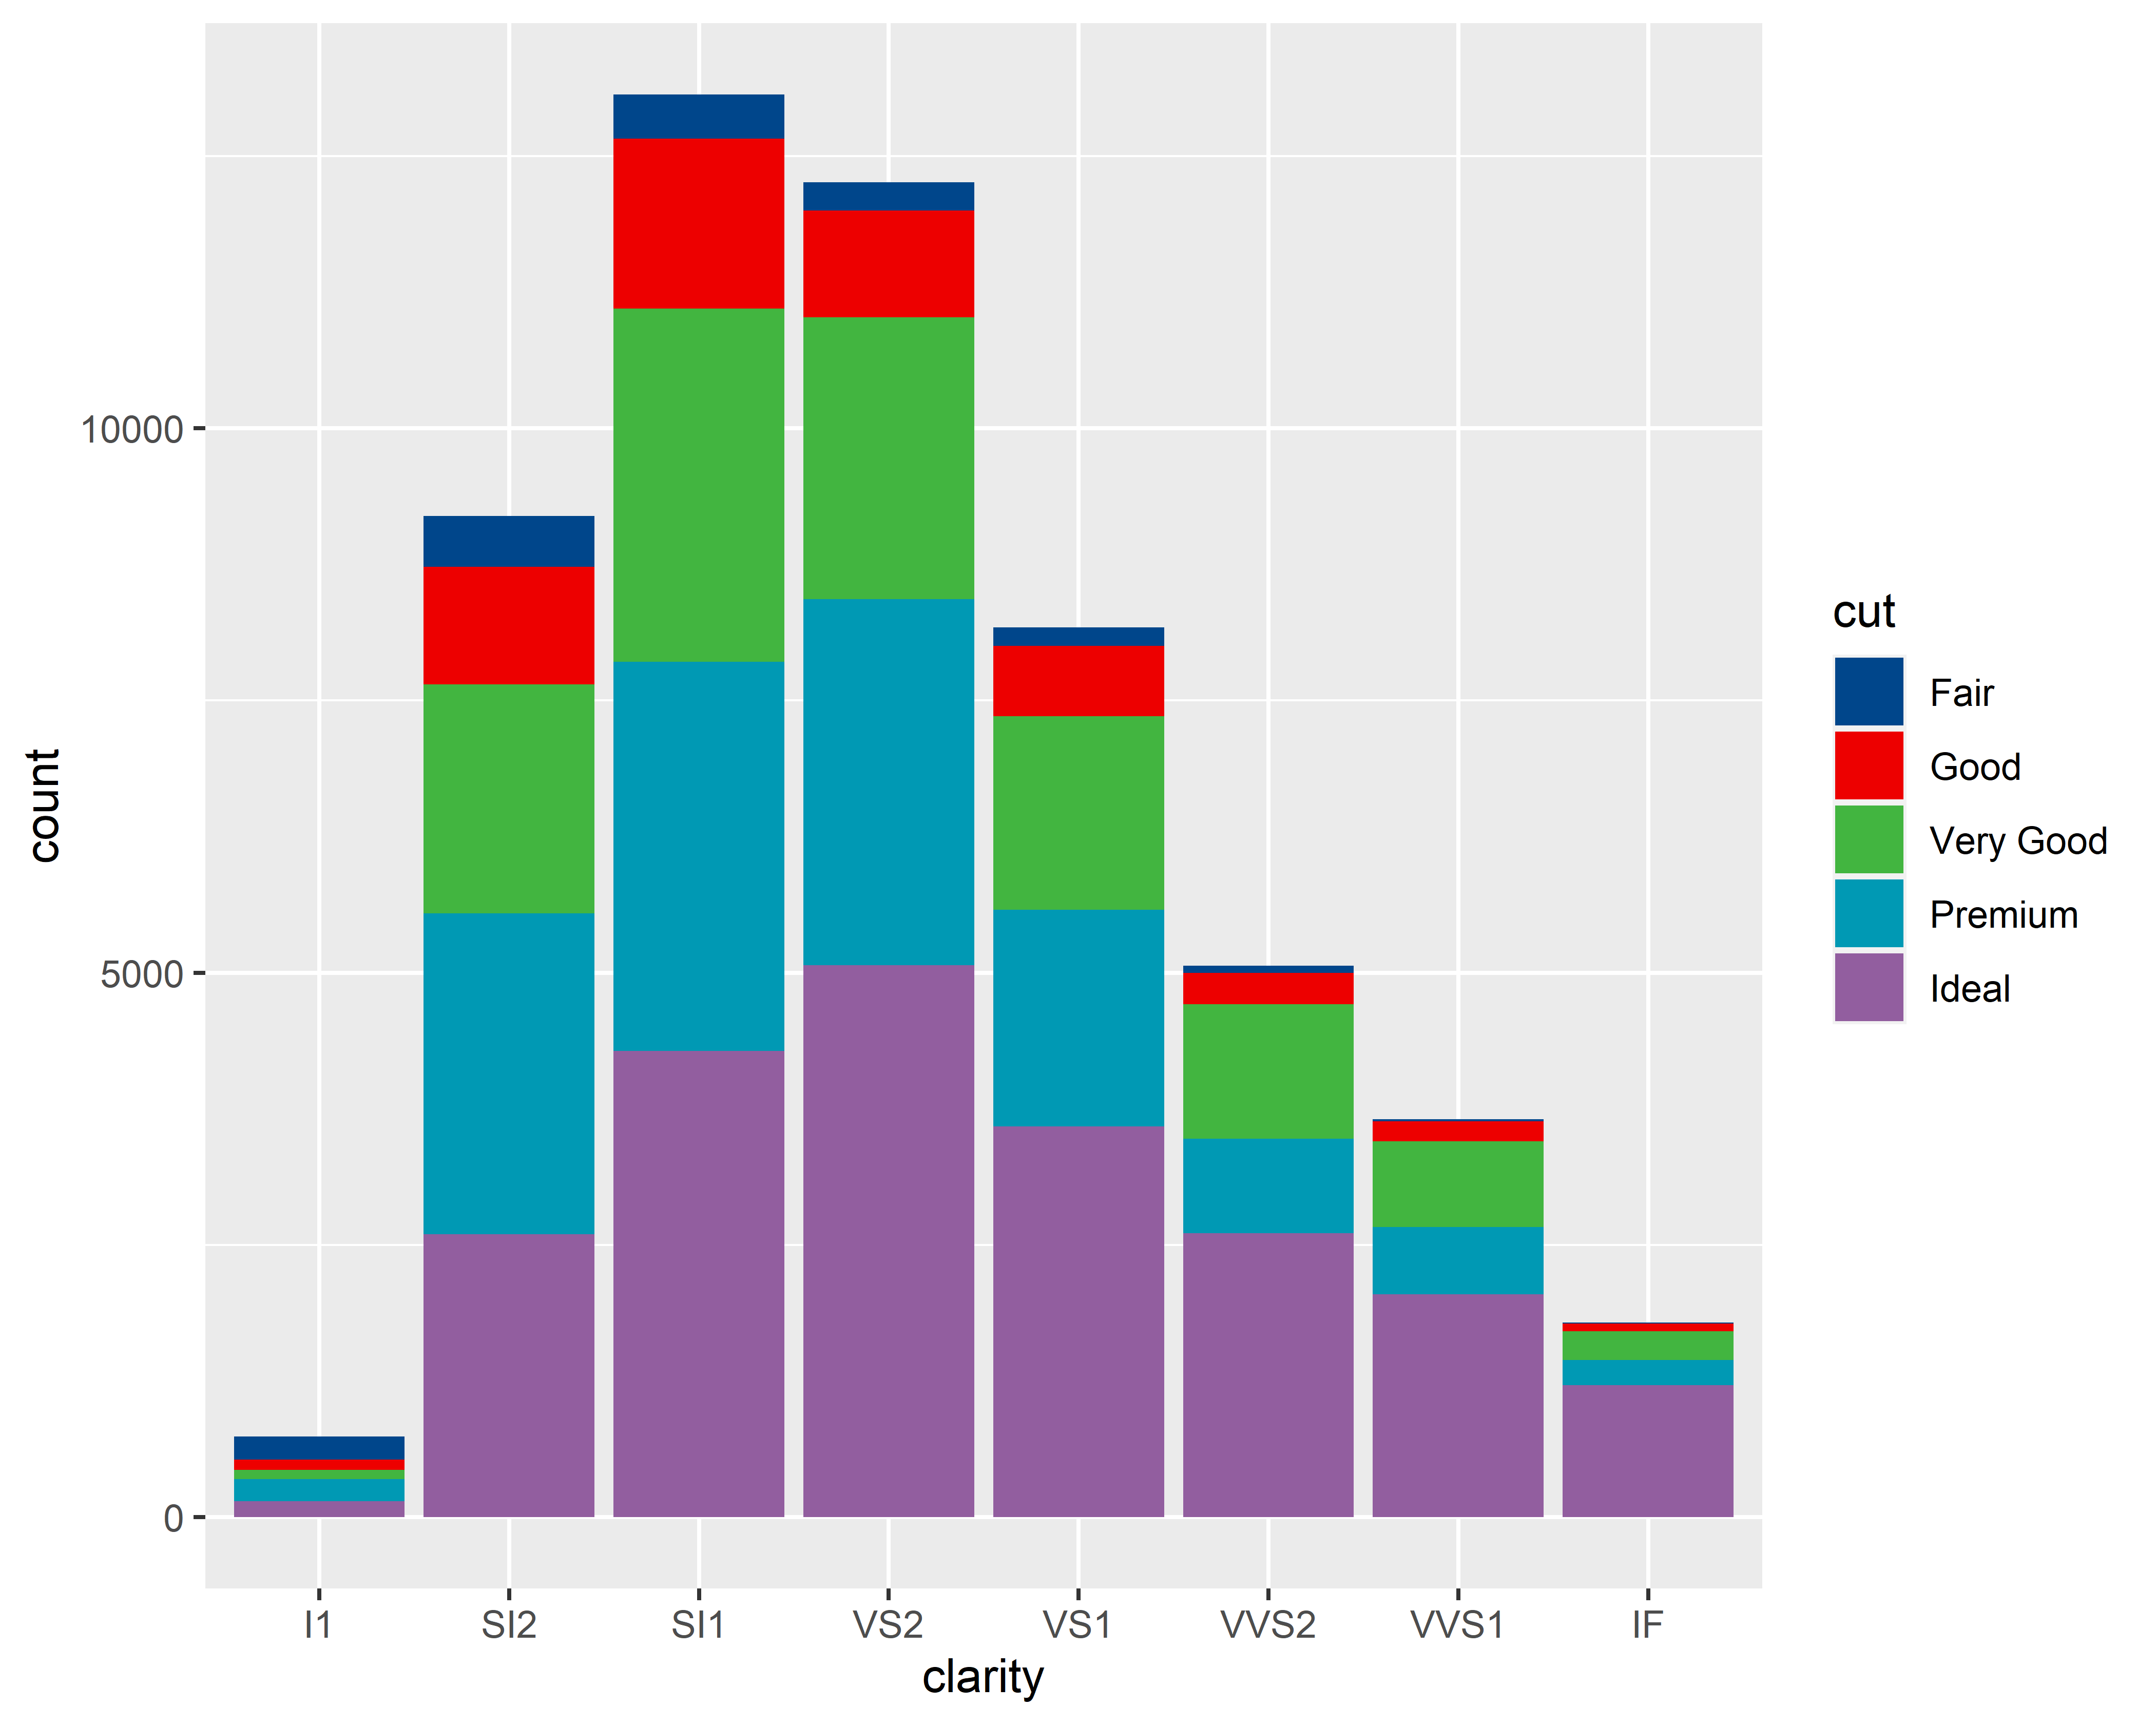 10000
5000
0
count
I1 SI2 SI1 VS2 VS1 VVS2 VVS1 IF
clarity
cut
Fair
Good
Very Good
Premium
Ideal